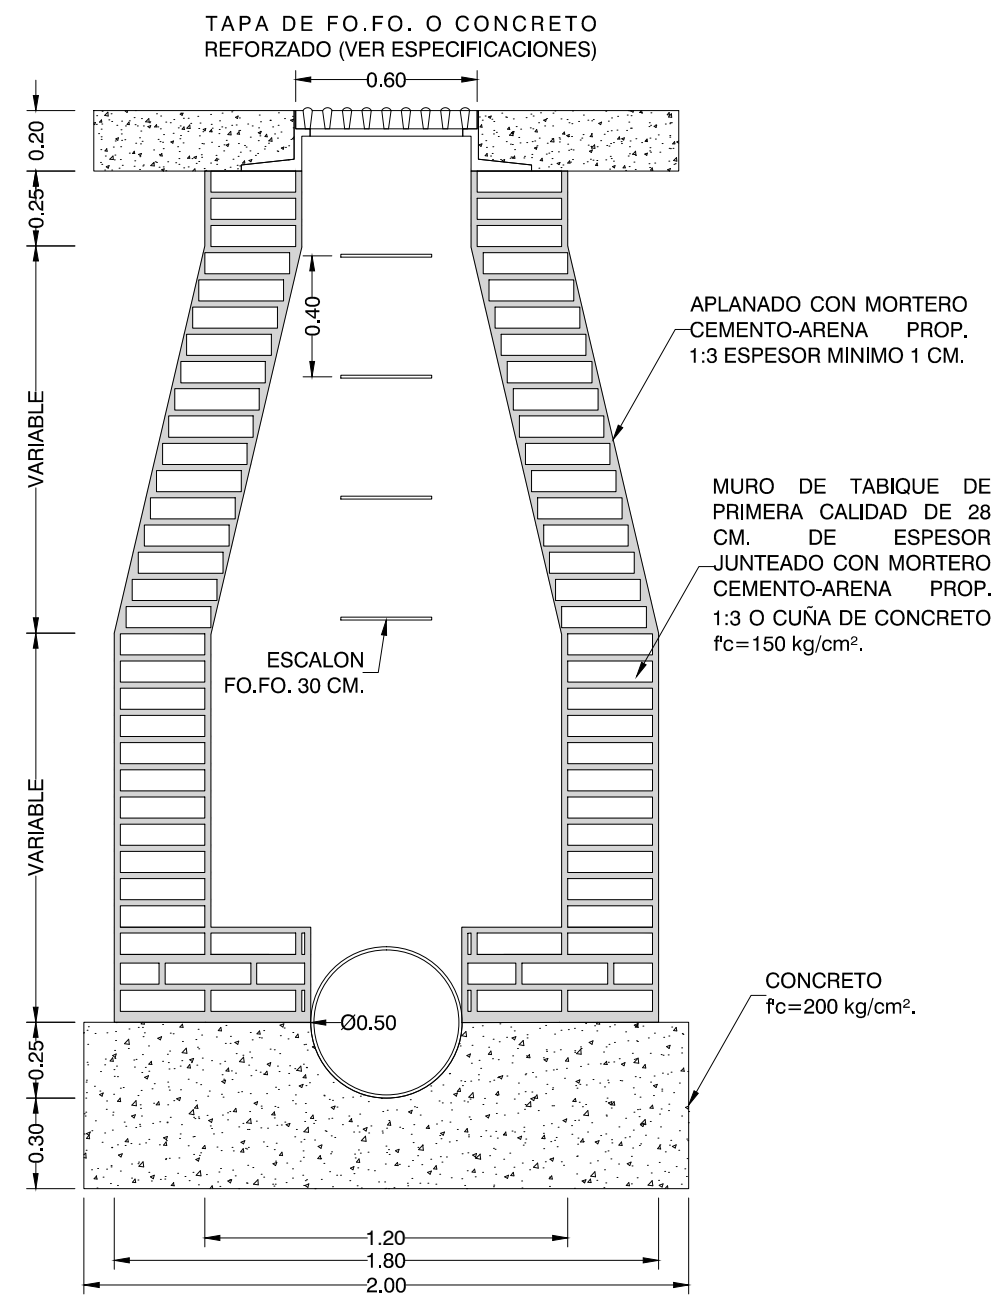 TAPA DE FO.FO. O CONCRETO
REFORZADO (VER ESPECIFICACIONES)
0.60
0.20
0.25
VARIABLE
0.40
APLANADO CON MORTERO
CEMENTO-ARENA PROP.
1:3 ESPESOR MINIMO 1 CM.
MURO DE TABIQUE DE
PRIMERA CALIDAD DE 28
CM. DE ESPESOR
JUNTEADO CON MORTERO
CEMENTO-ARENA PROP.
1:3 O CUÑA DE CONCRETO
f'c=150 kg/cm².
ESCALON
FO.FO. 30 CM.
VARIABLE
CONCRETO
f'c=200 kg/cm².
Ø0.50
0.25
0.30
1.20
1.80
2.00